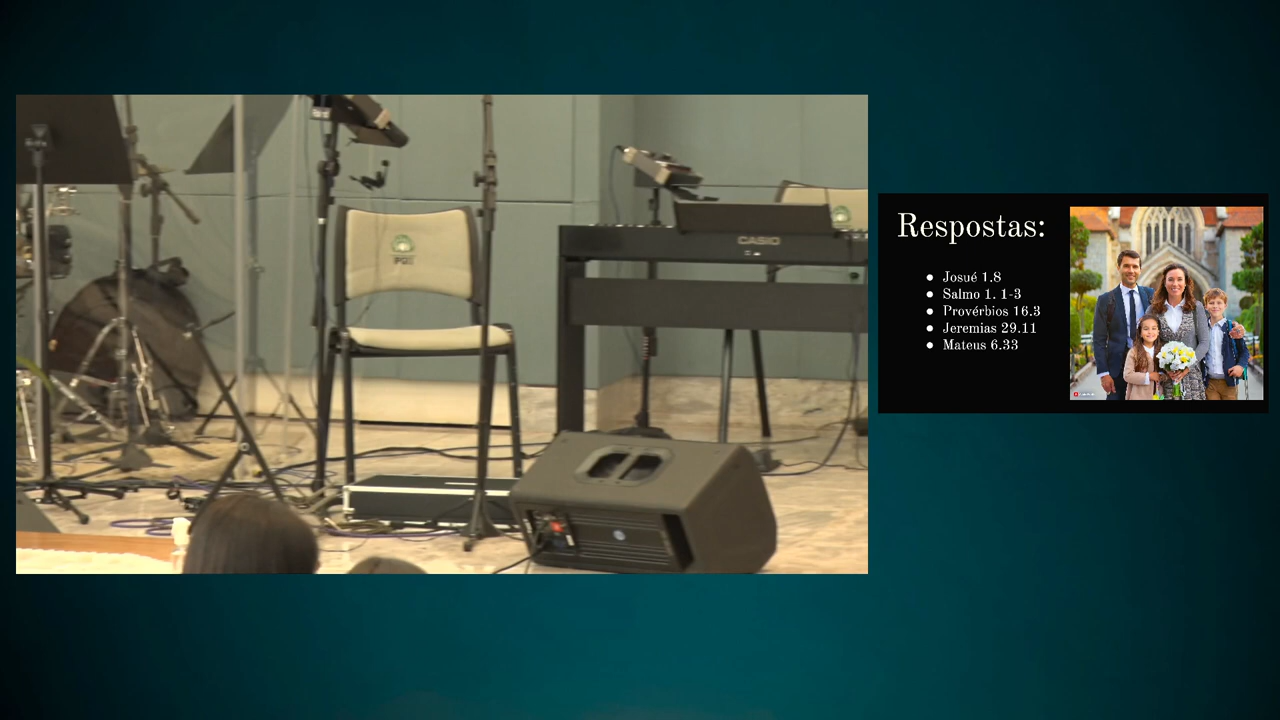 CASIO
Respostas:
Josué 1.8
Salmo 1. 1-3
Provérbios 16.3
Jeremias 29.11
Mateus 6.33